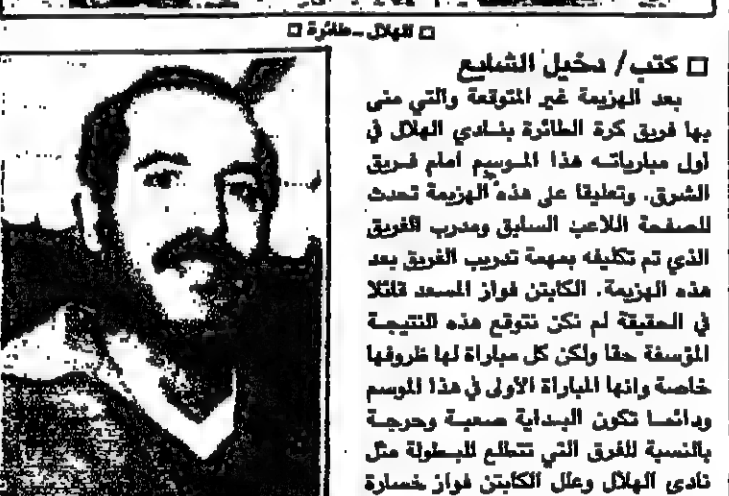 □ الهلال ـ طائرة □
□ كتب/ دخيل الشايع
بعد الهزيمة غير المتوقعة والتي منى
بها فريق كرة الطائرة بنادي الهلال في
أول مبارياته هذا الموسم امام فريق
الشرق. وتعليقا على هذه الهزيمة تحدث
للصفحة اللاعب السابق ومدرب الفريق
الذي تم تكليفه بمهمة تدريب الفريق بعد
هذه الهزيمة. الكابتن فواز المسعد قائلا
في الحقيقة لم نكن نتوقع هذه النتيجة
المؤسفة حقا ولكن كل مباراة لها ظروفها
خاصة وانها المباراة الأولى في هذا الموسم
ودائما تكون البداية صعبة وحرجة
بالنسبة للفرق التي تتطلع للبطولة مثل
نادي الهلال وعلل الكابتن فواز خسارة